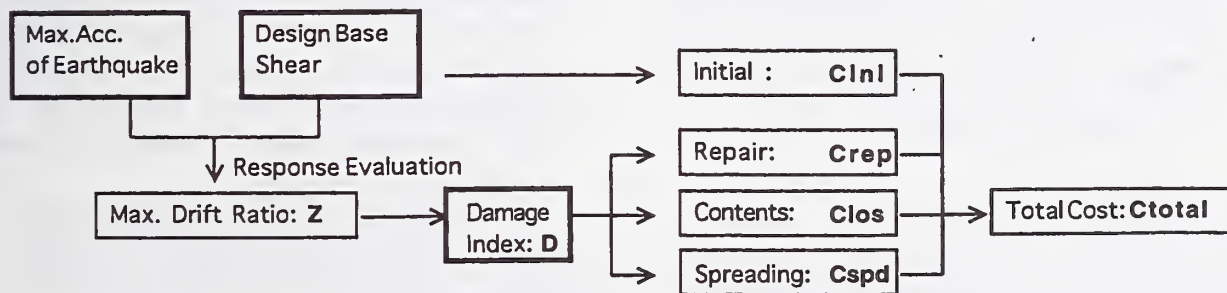 Max.Acc.
of Earthquake
Design Base
Shear
Initial : CInI
Response Evaluation
Repair: Crep
Max. Drift Ratio: Z
Damage
Index: D
Contents: Clos
Total Cost: Ctotal
Spreading: Cspd